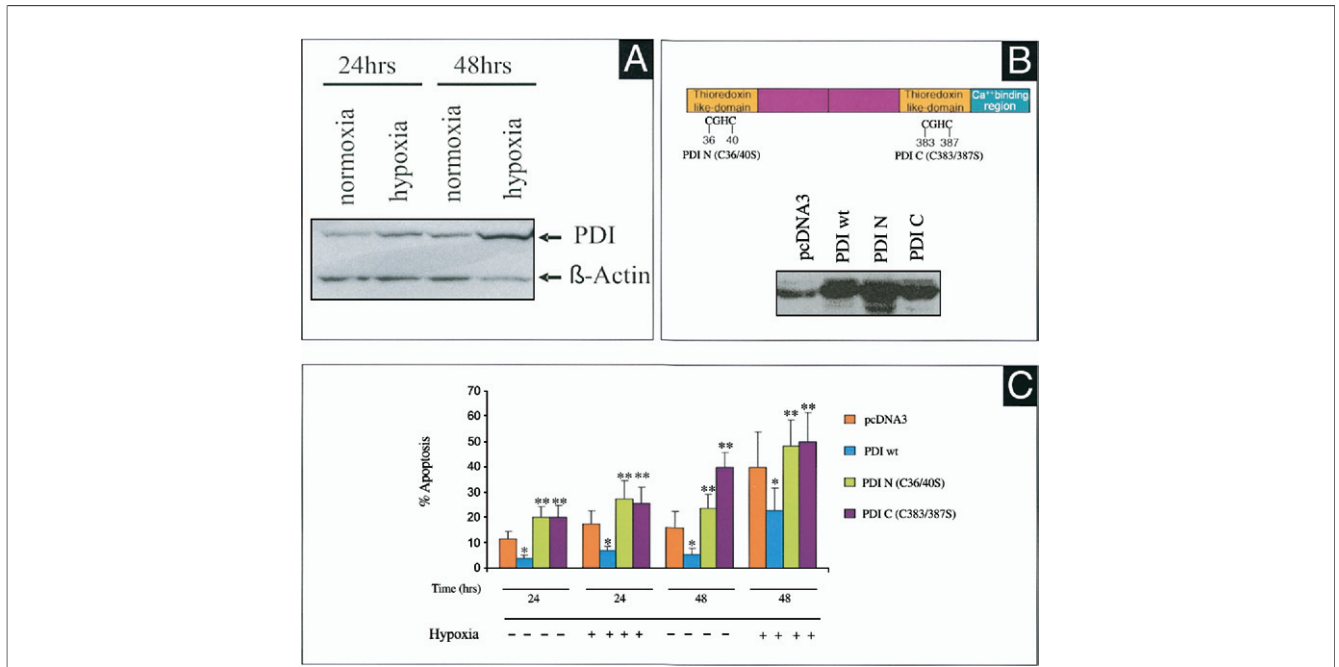 A
24hrs 48hrs
normoxia hypoxia normoxia hypoxia
PDI
ß-Actin
B
Thioredoxin like-domain
Thioredoxin like-domain
Ca++binding region
CGHC
36 40
PDI N (C36/40S)
CGHC
383 387
PDI C (C383/387S)
pcDNA3 PDI wt PDI N PDI C
C
% Apoptosis
70
60
50
40
30
20
10
0
* ** **
* ** **
* ** **
* ** **
pcDNA3
PDI wt
PDI N (C36/40S)
PDI C (C383/387S)
Time (hrs)
24 24 48 48
Hypoxia − − − − + + + + − − − − + + + +